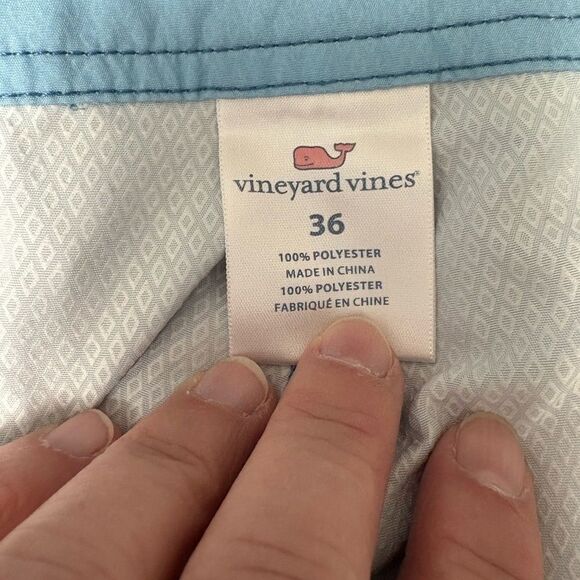 vineyard vines®
36
100% POLYESTER
MADE IN CHINA
100% POLYESTER
FABRIQUÉ EN CHINE